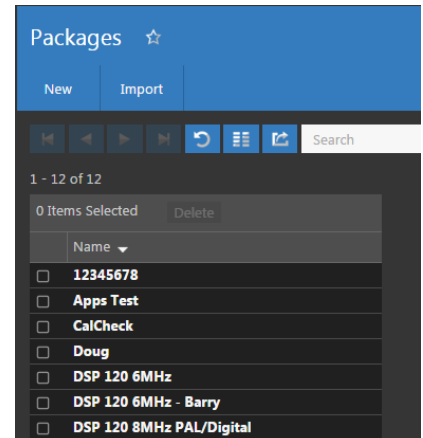 Packages
New Import
Search
1 - 12 of 12
0 Items Selected Delete
Name
12345678
Apps Test
CalCheck
Doug
DSP 120 6MHz
DSP 120 6MHz - Barry
DSP 120 8MHz PAL/Digital